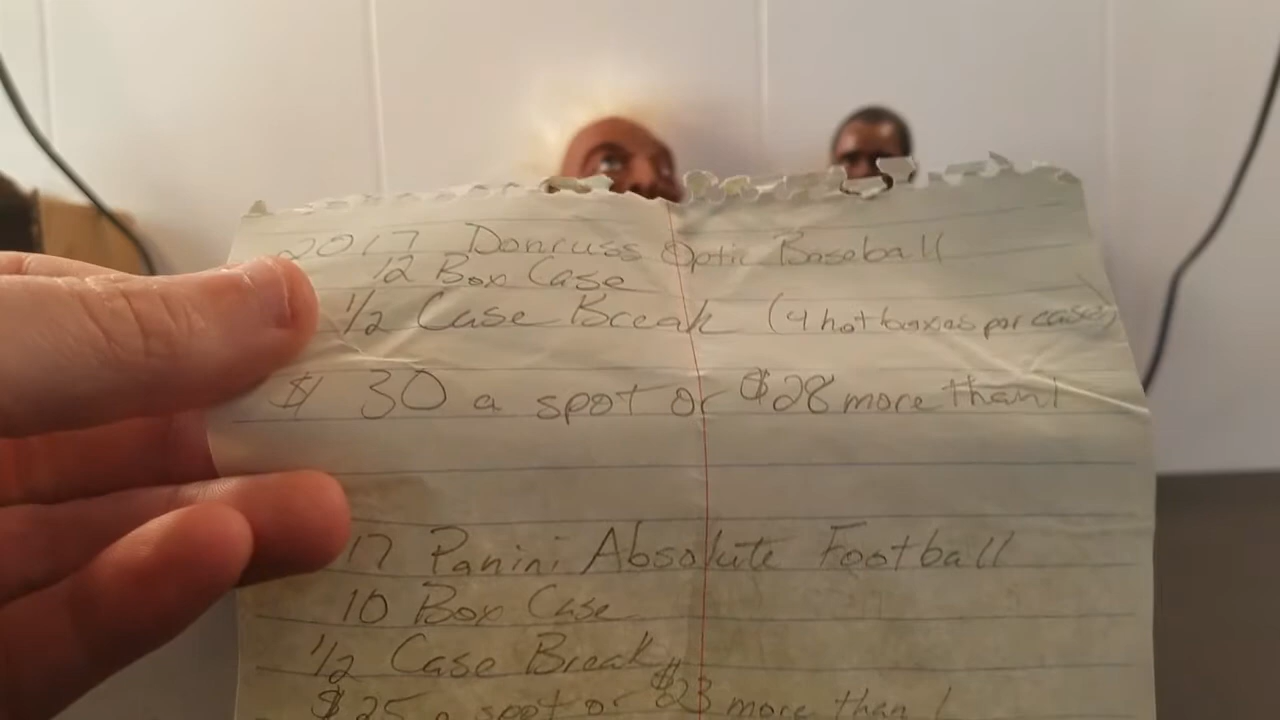 2017 Donruss Optic Baseball
12 Box Case
1/2 Case Break (4 hot boxes per case)
$ 30 a spot or $28 more than 1
17 Panini Absolute Football
10 Box Case
1/2 Case Break
$25 a spot or $23 more than 1